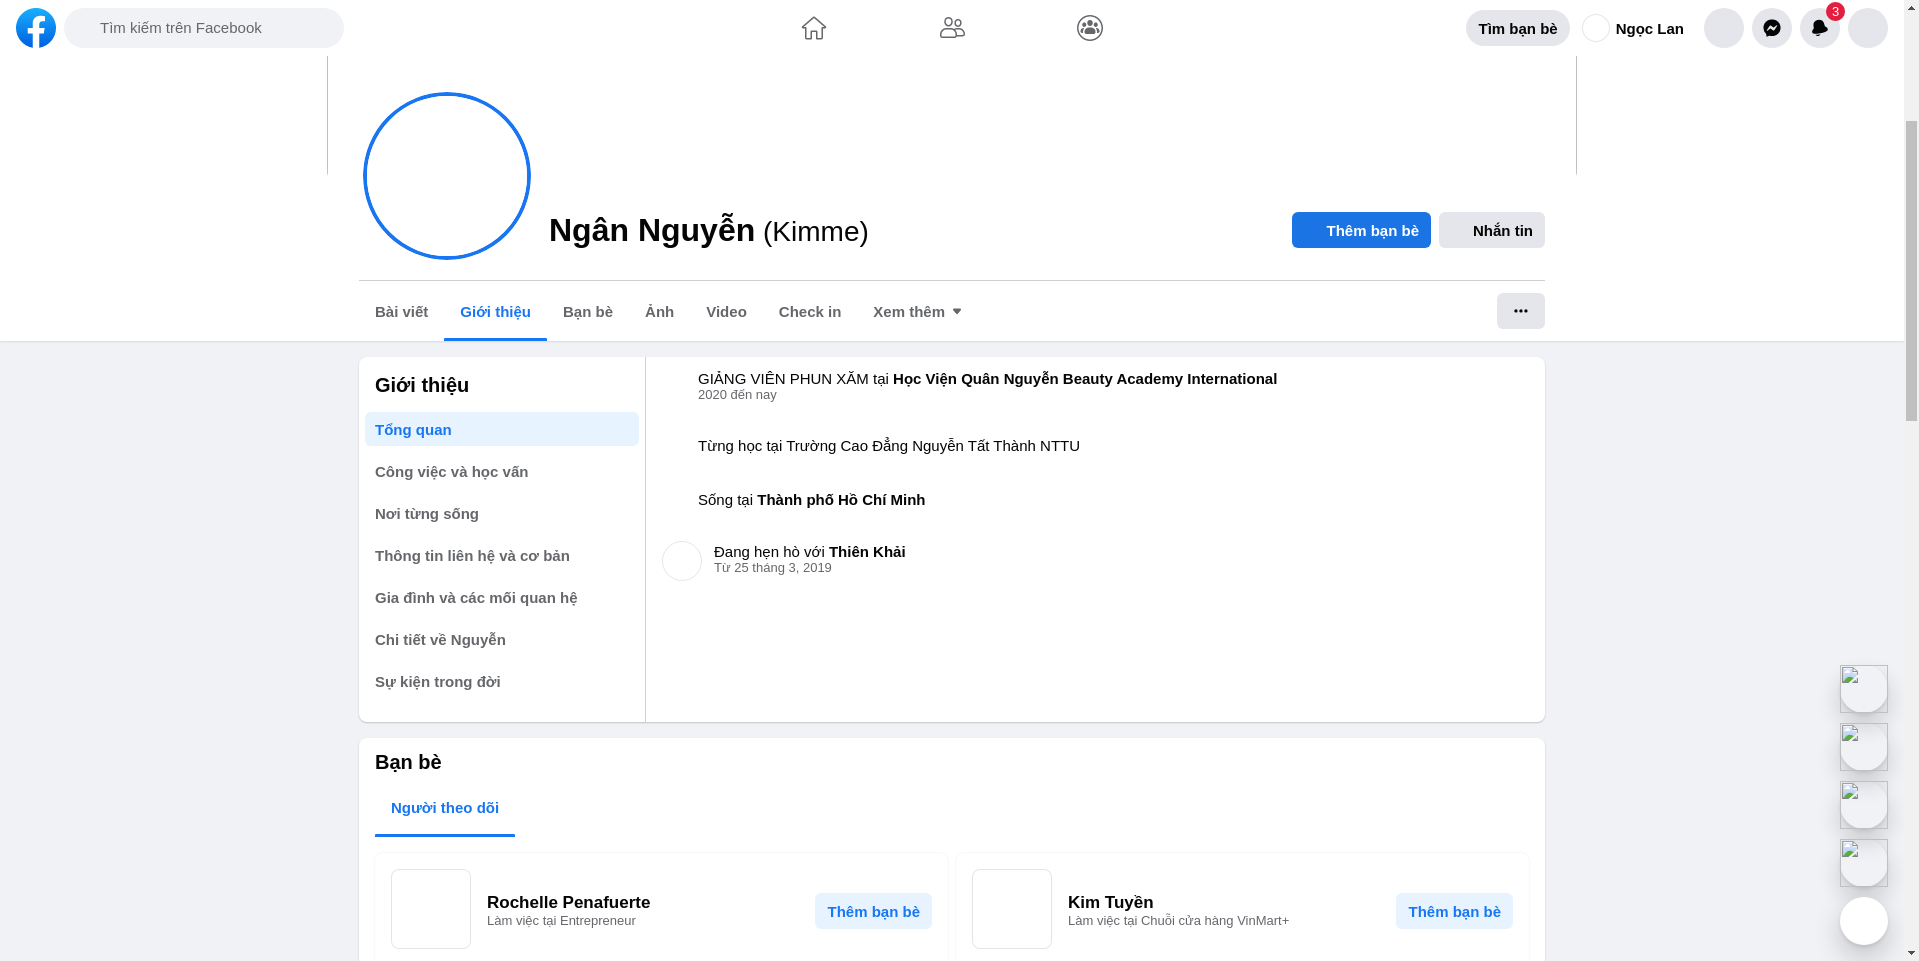 Tìm kiếm trên Facebook
Tìm bạn bè
Ngọc Lan
3
Ngân Nguyễn (Kimme)
Thêm bạn bè
Nhắn tin
Bài viết
Giới thiệu
Bạn bè
Ảnh
Video
Check in
Xem thêm
Giới thiệu
Tổng quan
Công việc và học vấn
Nơi từng sống
Thông tin liên hệ và cơ bản
Gia đình và các mối quan hệ
Chi tiết về Nguyễn
Sự kiện trong đời
GIẢNG VIÊN PHUN XĂM tại Học Viện Quân Nguyễn Beauty Academy International
2020 đến nay
Từng học tại Trường Cao Đẳng Nguyễn Tất Thành NTTU
Sống tại Thành phố Hồ Chí Minh
Đang hẹn hò với Thiên Khải
Từ 25 tháng 3, 2019
Bạn bè
Người theo dõi
Rochelle Penafuerte
Làm việc tại Entrepreneur
Thêm bạn bè
Kim Tuyền
Làm việc tại Chuỗi cửa hàng VinMart+
Thêm bạn bè